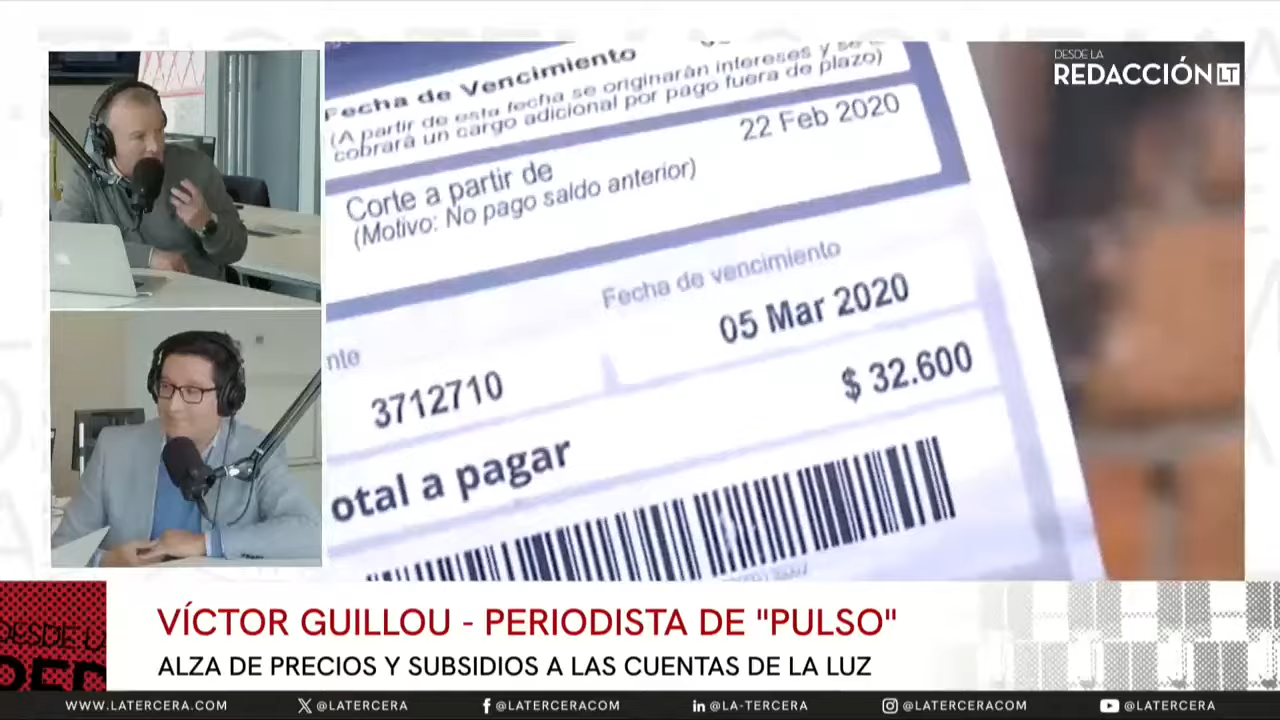 DESDE LA
REDACCIÓN LT
Fecha de Vencimiento
(A partir de esta fecha se originarán intereses y se
cobrará un cargo adicional por pago fuera de plazo)
22 Feb 2020
Corte a partir de
(Motivo: No pago saldo anterior)
Fecha de vencimiento
05 Mar 2020
nte
3712710
$ 32.600
otal a pagar
VÍCTOR GUILLOU - PERIODISTA DE "PULSO"
ALZA DE PRECIOS Y SUBSIDIOS A LAS CUENTAS DE LA LUZ
WWW.LATERCERA.COM
@LATERCERA
@LATERCERACOM
@LA-TERCERA
@LATERCERACOM
@LATERCERA